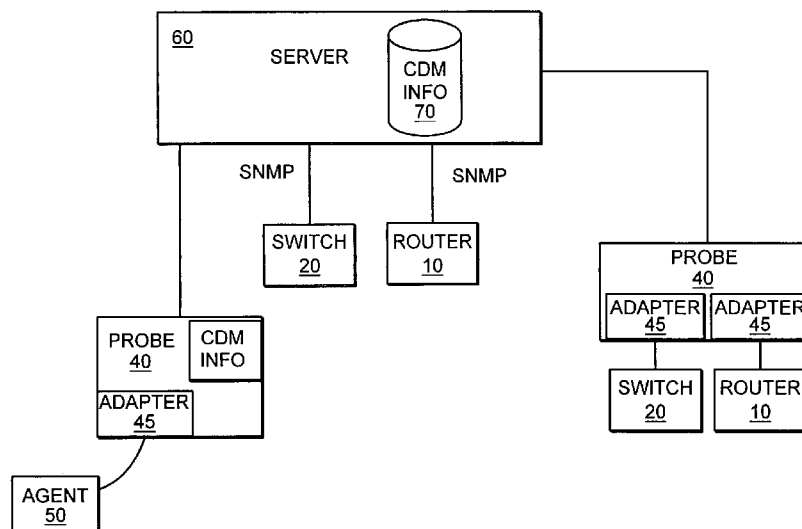 60
SERVER
CDM
INFO
70
SNMP
SNMP
SWITCH
20
ROUTER
10
PROBE
40
CDM
INFO
ADAPTER
45
AGENT
50
PROBE
40
ADAPTER
45
ADAPTER
45
SWITCH
20
ROUTER
10